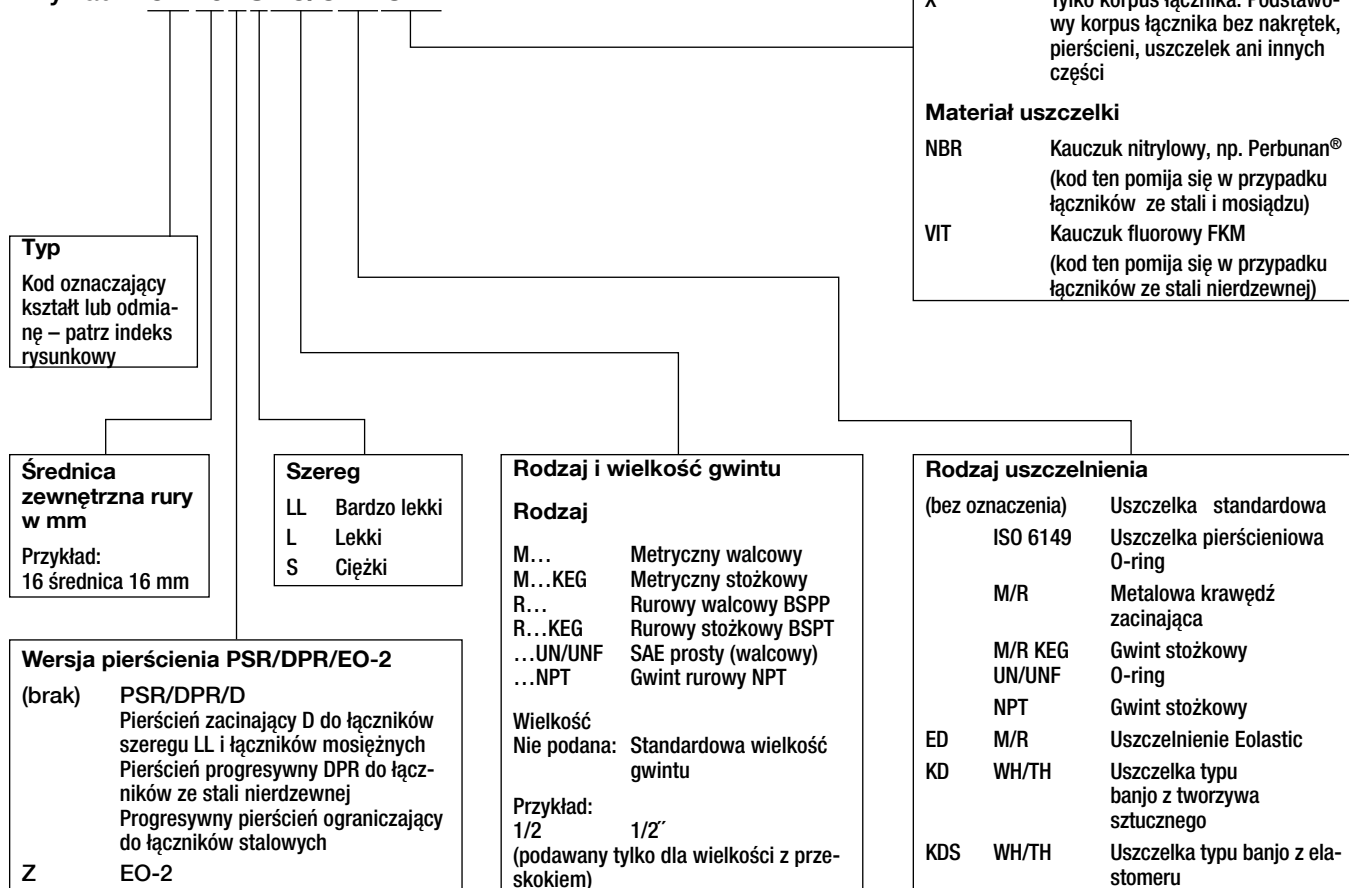 Tylko korpus łącznika. Podstawo-
wy korpus łącznika bez nakrętek,
pierścieni, uszczelek ani innych
części
Materiał uszczelki
NBR Kauczuk nitrylowy, np. Perbunan®
(kod ten pomija się w przypadku
łączników ze stali i mosiądzu)
VIT Kauczuk fluorowy FKM
(kod ten pomija się w przypadku
łączników ze stali nierdzewnej)
Typ
Kod oznaczający
kształt lub odmia-
nę – patrz indeks
rysunkowy
Średnica
zewnętrzna rury
w mm
Przykład:
16 średnica 16 mm
Szereg
LL Bardzo lekki
L Lekki
S Ciężki
Wersja pierścienia PSR/DPR/EO-2
(brak) PSR/DPR/D
Pierścień zacinający D do łączników
szeregu LL i łączników mosiężnych
Pierścień progresywny DPR do łącz-
ników ze stali nierdzewnej
Progresywny pierścień ograniczający
do łączników stalowych
Z EO-2
Rodzaj i wielkość gwintu
Rodzaj
M… Metryczny walcowy
M…KEG Metryczny stożkowy
R… Rurowy walcowy BSPP
R…KEG Rurowy stożkowy BSPT
…UN/UNF SAE prosty (walcowy)
…NPT Gwint rurowy NPT
Wielkość
Nie podana: Standardowa wielkość
gwintu
Przykład:
1/2 1/2˝
(podawany tylko dla wielkości z prze-
skokiem)
Rodzaj uszczelnienia
(bez oznaczenia) Uszczelka standardowa
ISO 6149 Uszczelka pierścieniowa
O-ring
M/R Metalowa krawędź
zacinająca
M/R KEG Gwint stożkowy
UN/UNF O-ring
NPT Gwint stożkowy
ED M/R Uszczelnienie Eolastic
KD WH/TH Uszczelka typu
banjo z tworzywa
sztucznego
KDS WH/TH Uszczelka typu banjo z ela-
stomeru